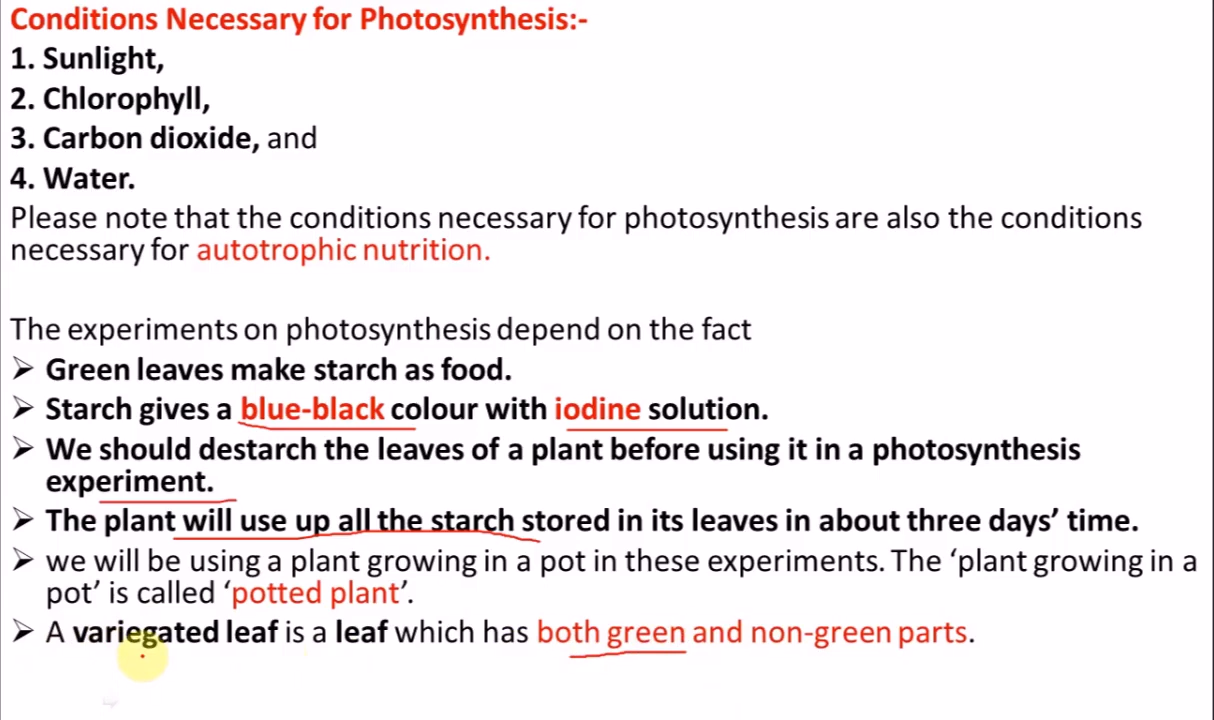 Conditions Necessary for Photosynthesis:-
1. Sunlight,
2. Chlorophyll,
3. Carbon dioxide, and
4. Water.
Please note that the conditions necessary for photosynthesis are also the conditions
necessary for autotrophic nutrition.
The experiments on photosynthesis depend on the fact
➢ Green leaves make starch as food.
➢ Starch gives a blue-black colour with iodine solution.
➢ We should destarch the leaves of a plant before using it in a photosynthesis
experiment.
➢ The plant will use up all the starch stored in its leaves in about three days’ time.
➢ we will be using a plant growing in a pot in these experiments. The ‘plant growing in a
pot’ is called ‘potted plant’.
➢ A variegated leaf is a leaf which has both green and non-green parts.